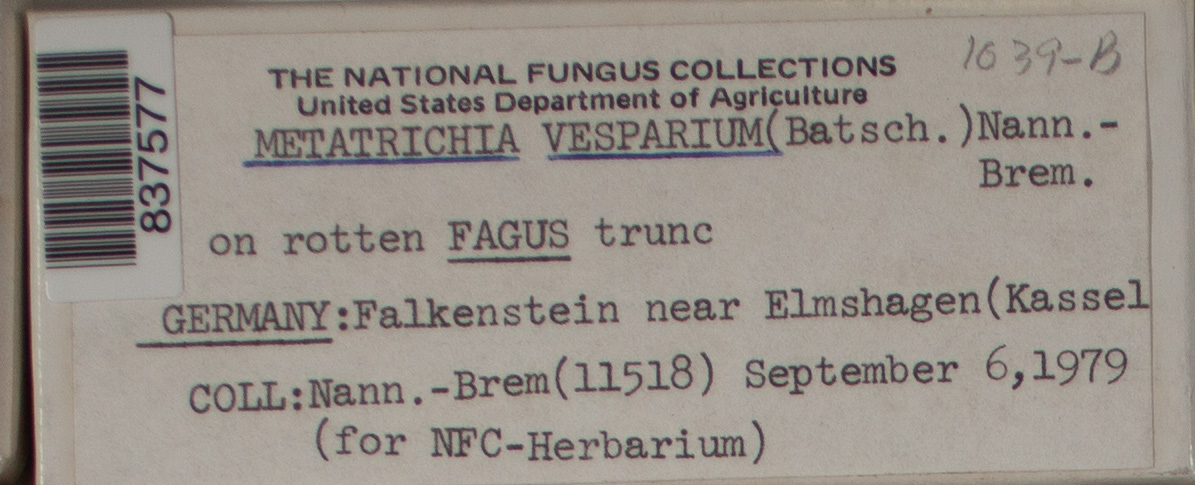 1639-B
THE NATIONAL FUNGUS COLLECTIONS
United States Department of Agriculture
METATRICHIA VESPARIUM(Batsch.)Nann.-
Brem.
on rotten FAGUS trunc
GERMANY:Falkenstein near Elmshagen(Kassel
COLL:Nann.-Brem(11518) September 6,1979
(for NFC-Herbarium)
837577